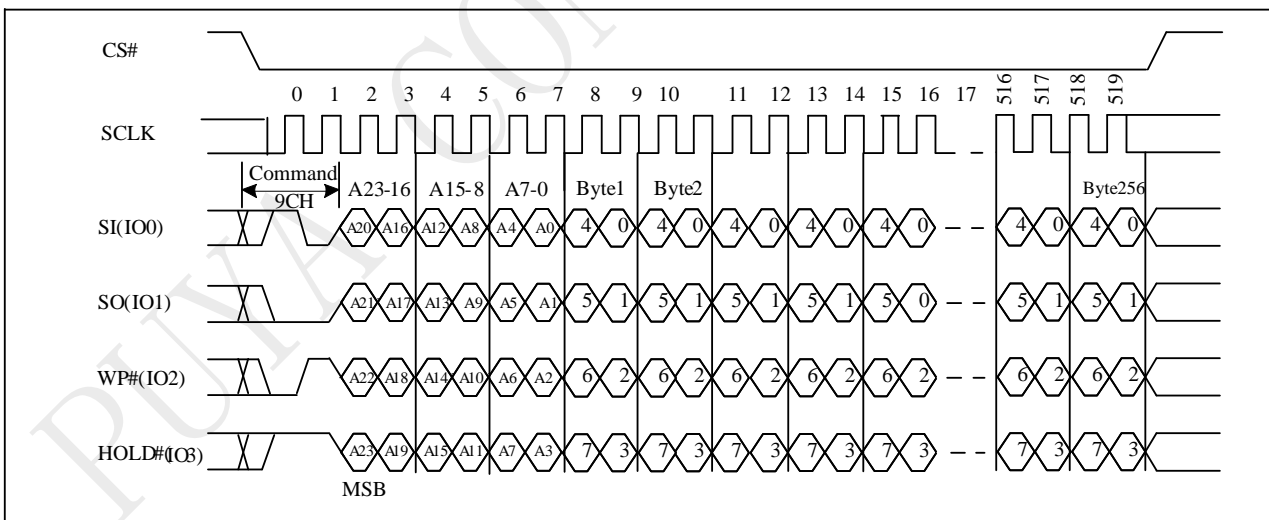 PUYA CON
CS#
0 1 2 3 4 5 6 7 8 9 10 11 12 13 14 15 16 17 516 517 518 519
SCLK
Command
9CH
A23-16 A15-8 A7-0 Byte1 Byte2 Byte256
SI(IO0) A20 A16 A12 A8 A4 A0 4 0 4 0 4 0 4 0 4 0 4 0 4 0
SO(IO1) A21 A17 A13 A9 A5 A1 5 1 5 1 5 1 5 1 5 0 5 1 5 1
WP#(IO2) A22 A18 A14 A10 A6 A2 6 2 6 2 6 2 6 2 6 2 6 2 6 2
HOLD#(IO3) A23 A19 A15 A11 A7 A3 7 3 7 3 7 3 7 3 7 3 7 3 7 3
MSB